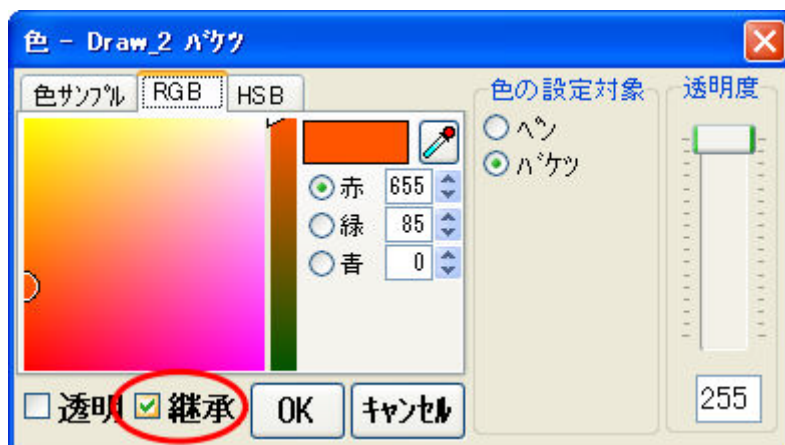 色 - Draw_2 ﾊﾞｹﾂ
色ｻﾝﾌﾟﾙ RGB HSB
赤 655
緑 85
青 0
透明 継承 OK ｷｬﾝｾﾙ
色の設定対象
ﾍﾟﾝ
ﾊﾞｹﾂ
透明度
255